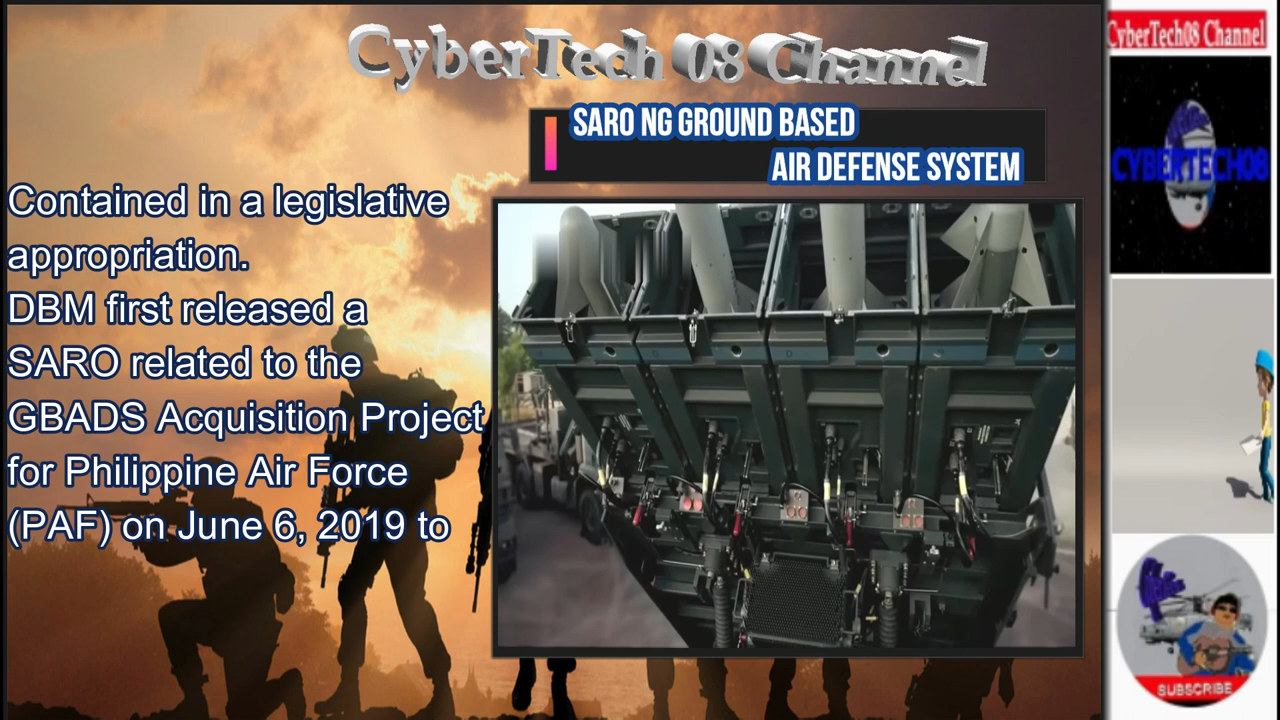 CyberTech 08 Channel
CyberTech08 Channel
SARO NG GROUND BASED
AIR DEFENSE SYSTEM
CYBERTECH08
Contained in a legislative
appropriation.
DBM first released a
SARO related to the
GBADS Acquisition Project
for Philippine Air Force
(PAF) on June 6, 2019 to
SUBSCRIBE